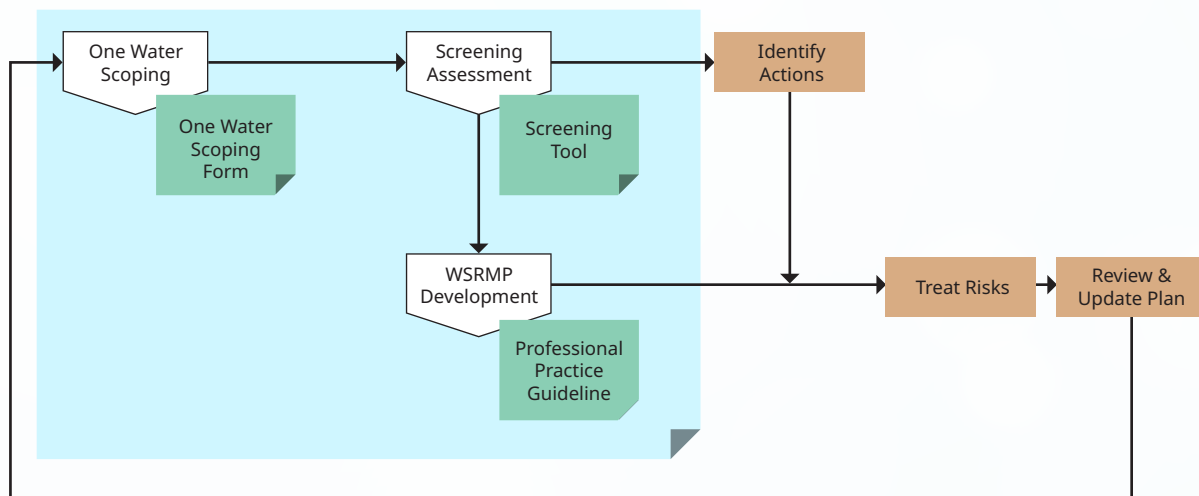 One Water
Scoping
One Water
Scoping
Form
Screening
Assessment
Screening
Tool
Identify
Actions
WSRMP
Development
Professional
Practice
Guideline
Treat Risks
Review &
Update Plan